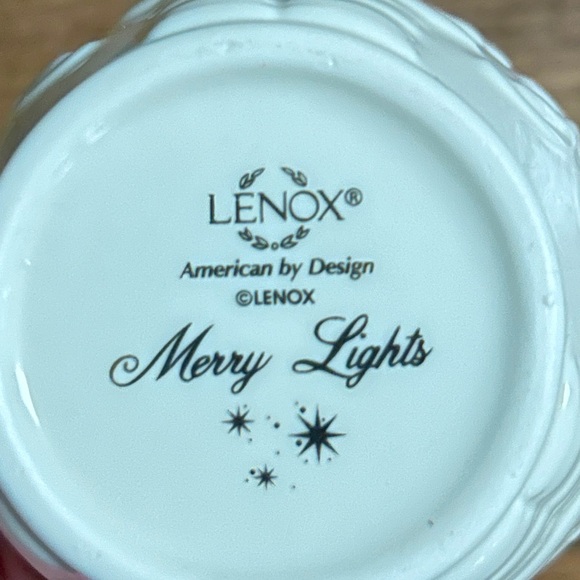 LENOX®
American by Design
©LENOX
Merry Lights